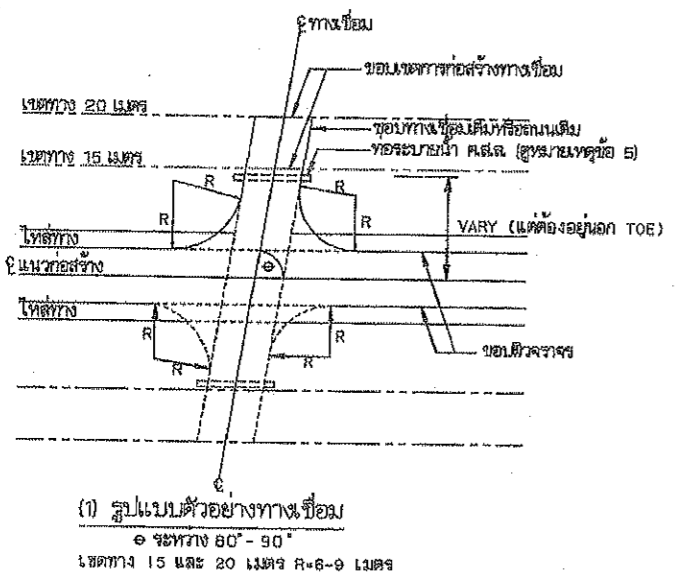 ℄ ทางเชื่อม
ขอบเขตการก่อสร้างทางเชื่อม
เขตทาง 20 เมตร
ขอบทางเชื่อมเดิมหรือถนนเดิม
ท่อระบายน้ำ ค.ส.ล. (ดูหมายเหตุข้อ 5)
เขตทาง 15 เมตร
R
R
R
R
VARY (แต่ต้องอยู่นอก TOE)
ไหล่ทาง
℄ แนวก่อสร้าง
θ
ไหล่ทาง
R
R
R
R
ขอบผิวจราจร
℄
(1) รูปแบบตัวอย่างทางเชื่อม
θ ระหว่าง 80° - 90°
เขตทาง 15 และ 20 เมตร R=6-9 เมตร